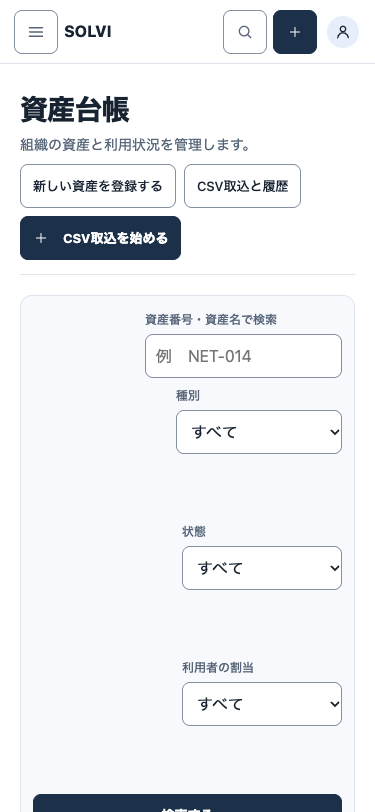 SOLVI
資産台帳
組織の資産と利用状況を管理します。
新しい資産を登録する
CSV取込と履歴
＋ CSV取込を始める
資産番号・資産名で検索
例　NET-014
種別
すべて
状態
すべて
利用者の割当
すべて